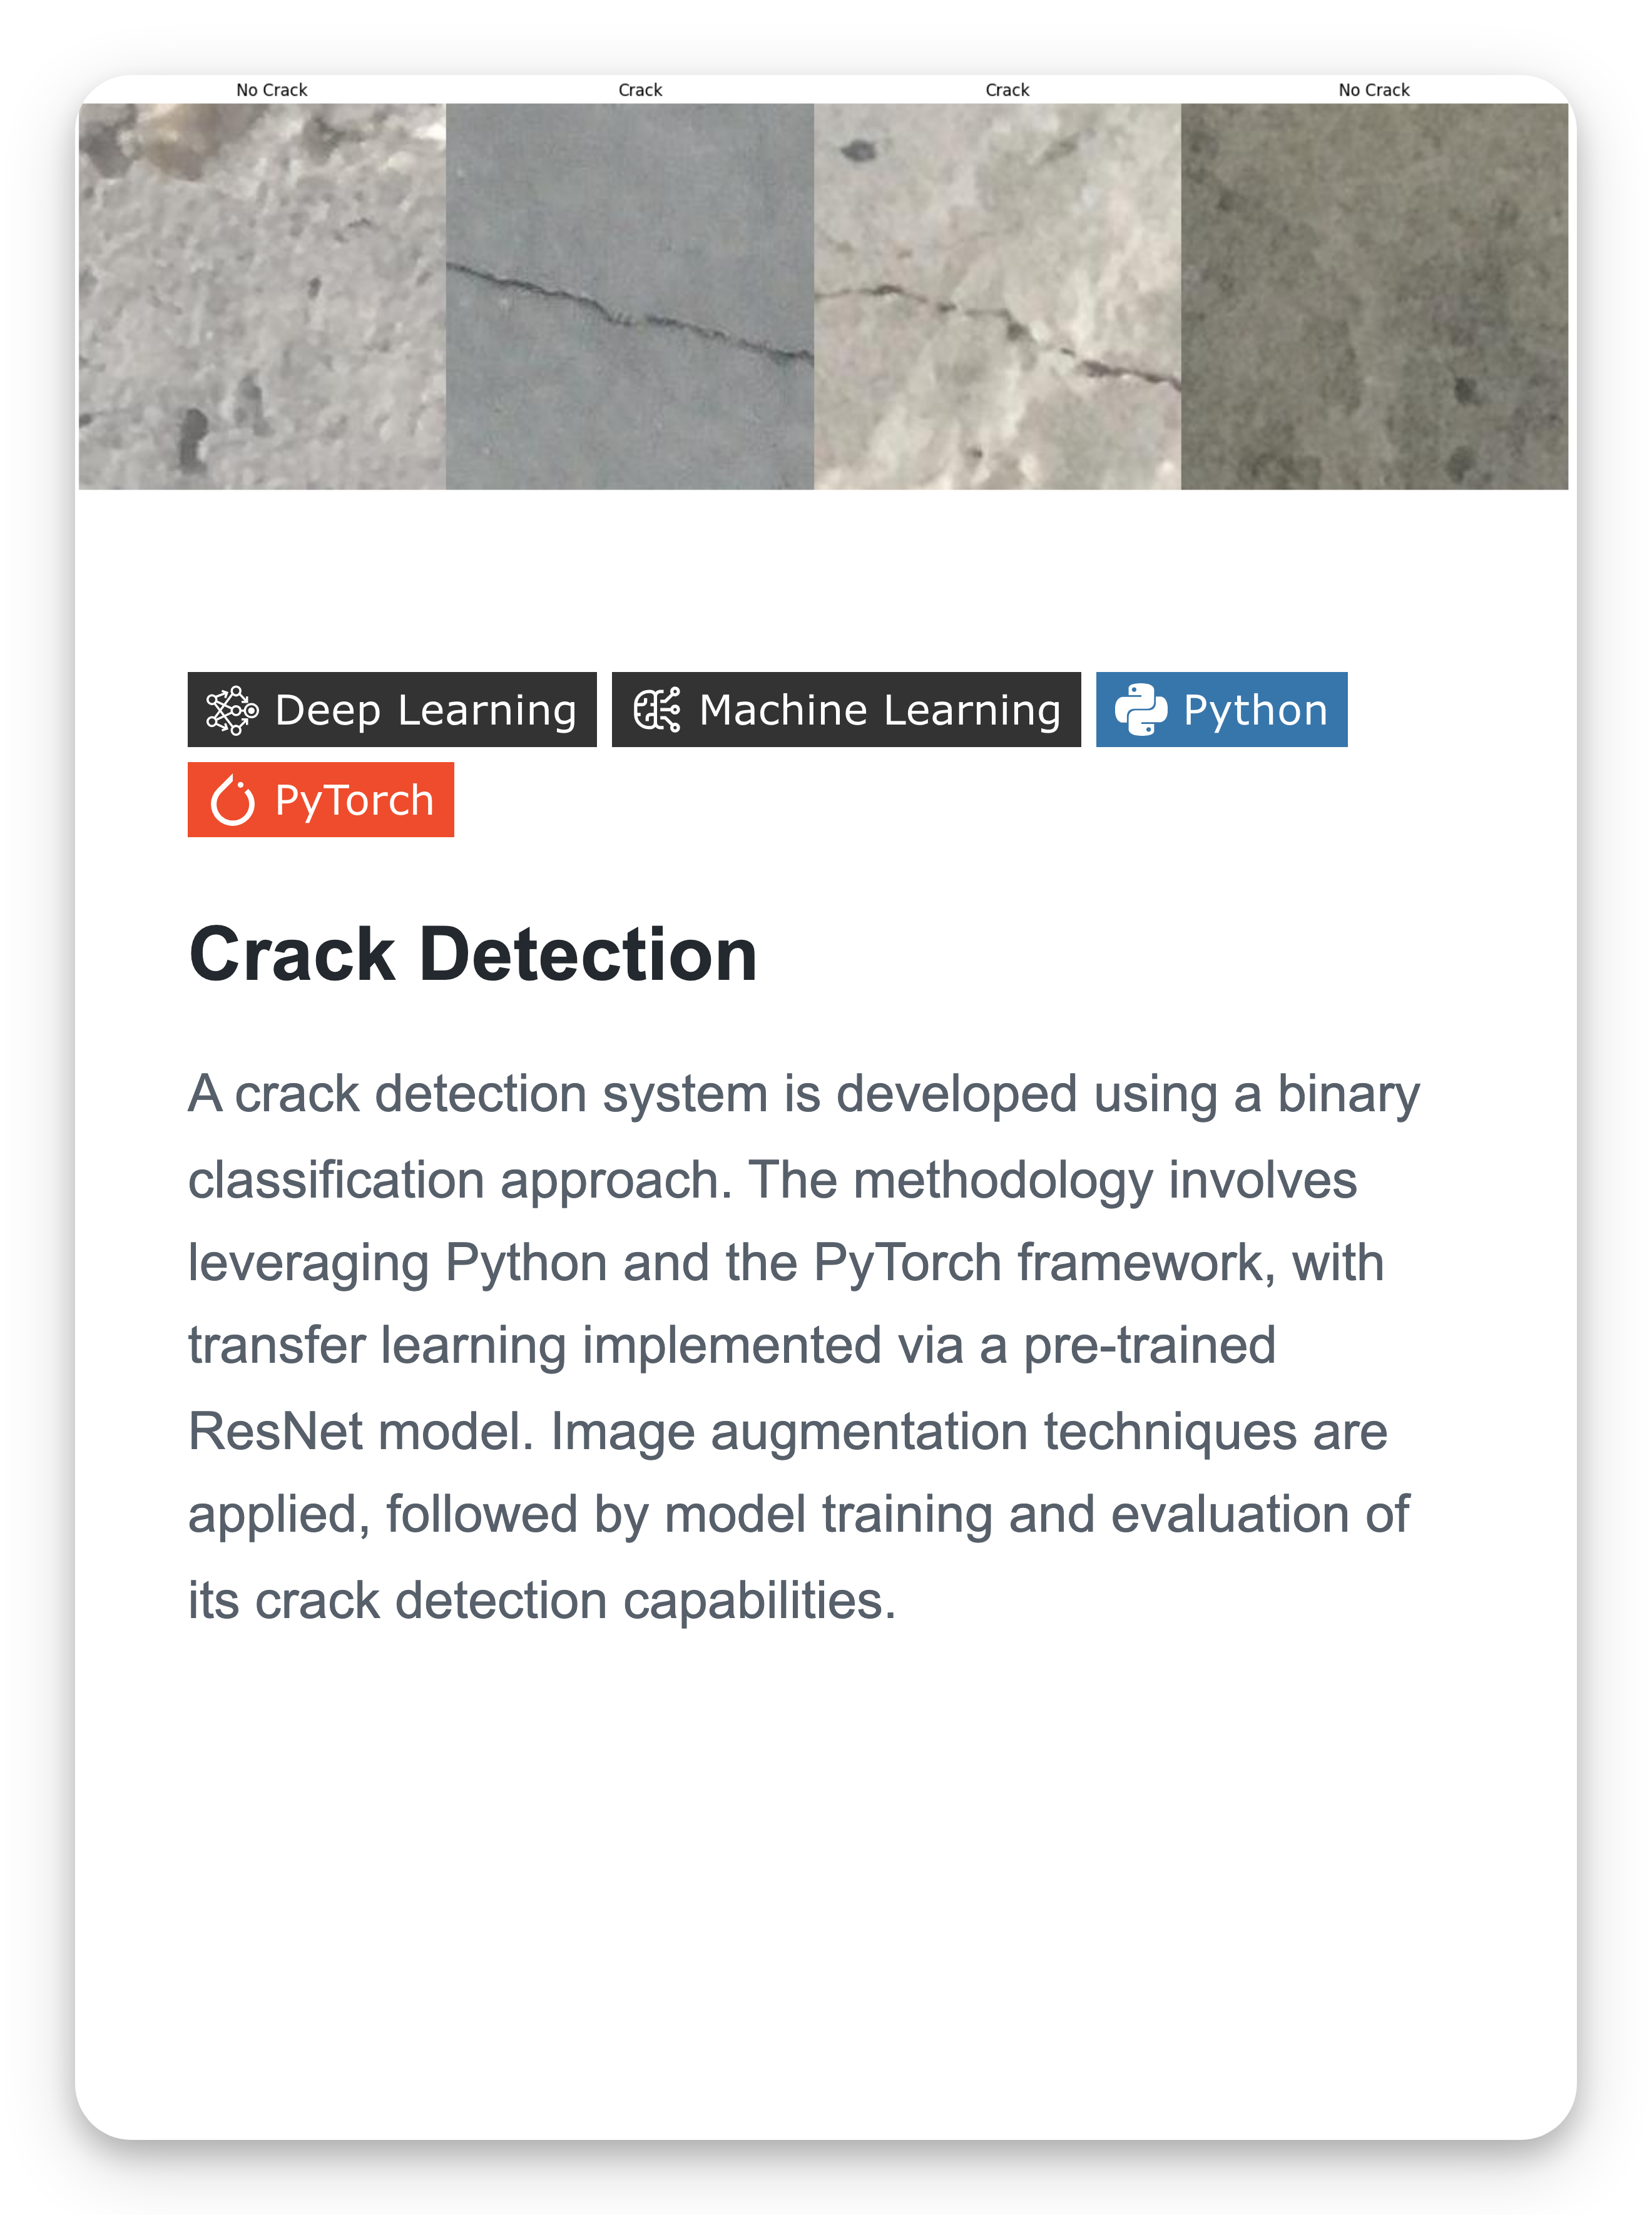 No Crack Crack Crack No Crack
Deep Learning Machine Learning Python
PyTorch
Crack Detection
A crack detection system is developed using a binary
classification approach. The methodology involves
leveraging Python and the PyTorch framework, with
transfer learning implemented via a pre-trained
ResNet model. Image augmentation techniques are
applied, followed by model training and evaluation of
its crack detection capabilities.